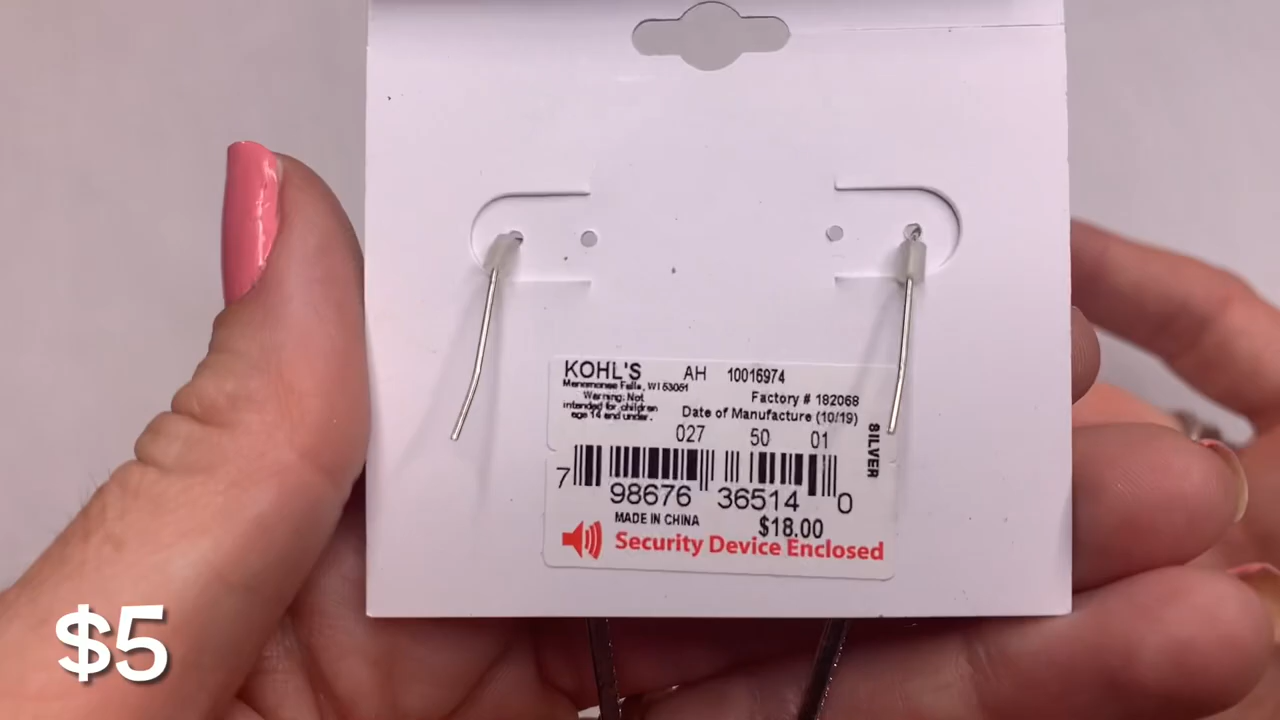 KOHL'S AH 10016974
Menomonee Falls, WI 53051
Warning: Not
intended for children
age 14 and under.
Factory # 182068
Date of Manufacture (10/19)
027 50 01
SILVER
7 98676 36514 0
MADE IN CHINA $18.00
Security Device Enclosed
$5